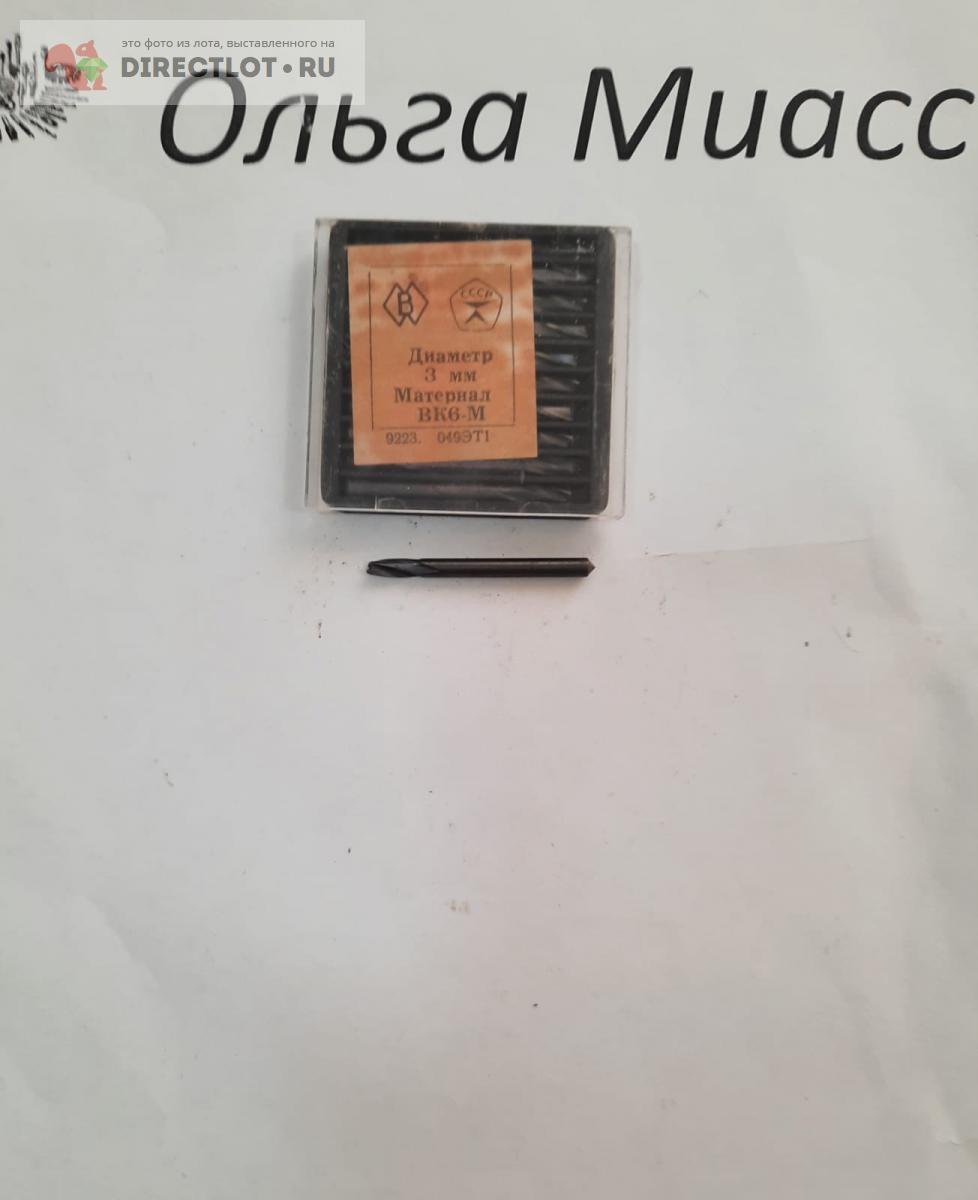 это фото из лота, выставленного на
DIRECTLOT•RU
Ольга Миасс
В
СССР
Диаметр
3 мм
Материал
ВК6-М
9223. 049ЭТ1